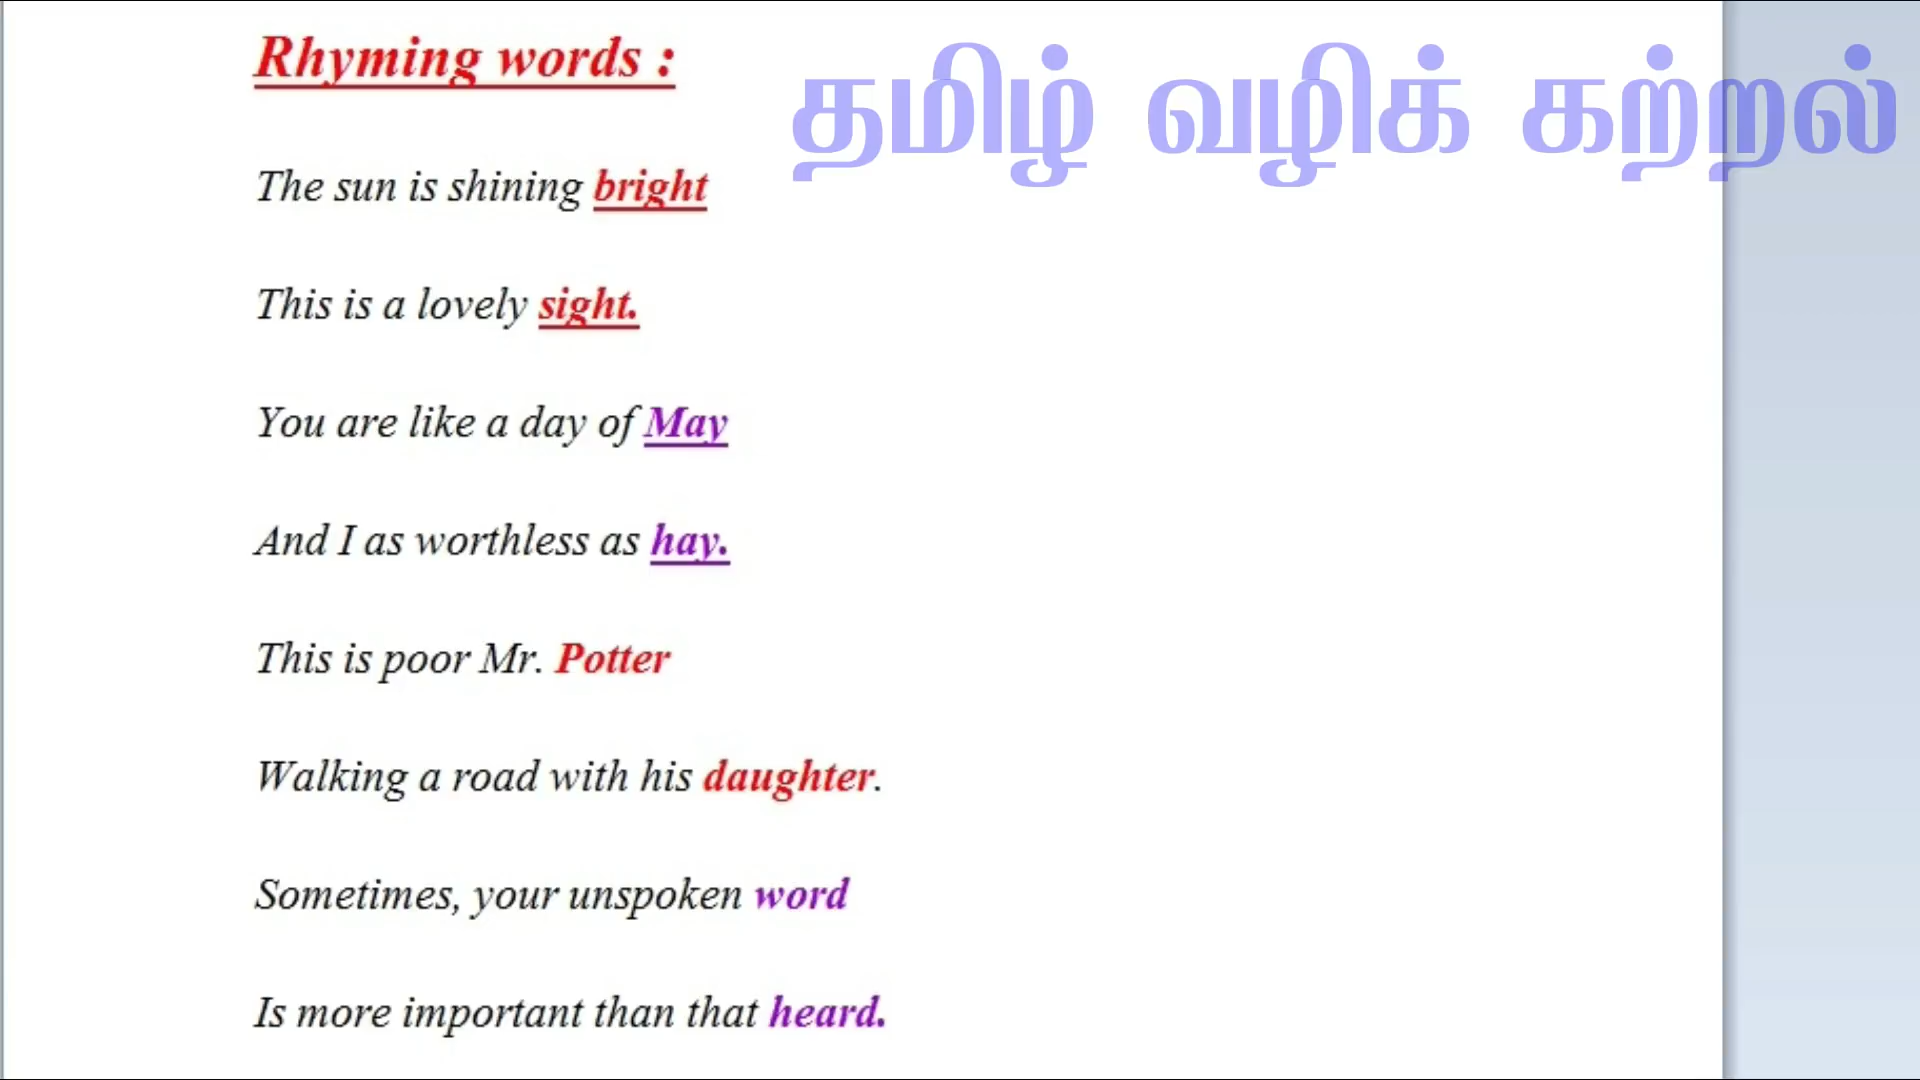 Rhyming words :
தமிழ் வழிக் கற்றல்
The sun is shining bright
This is a lovely sight.
You are like a day of May
And I as worthless as hay.
This is poor Mr. Potter
Walking a road with his daughter.
Sometimes, your unspoken word
Is more important than that heard.